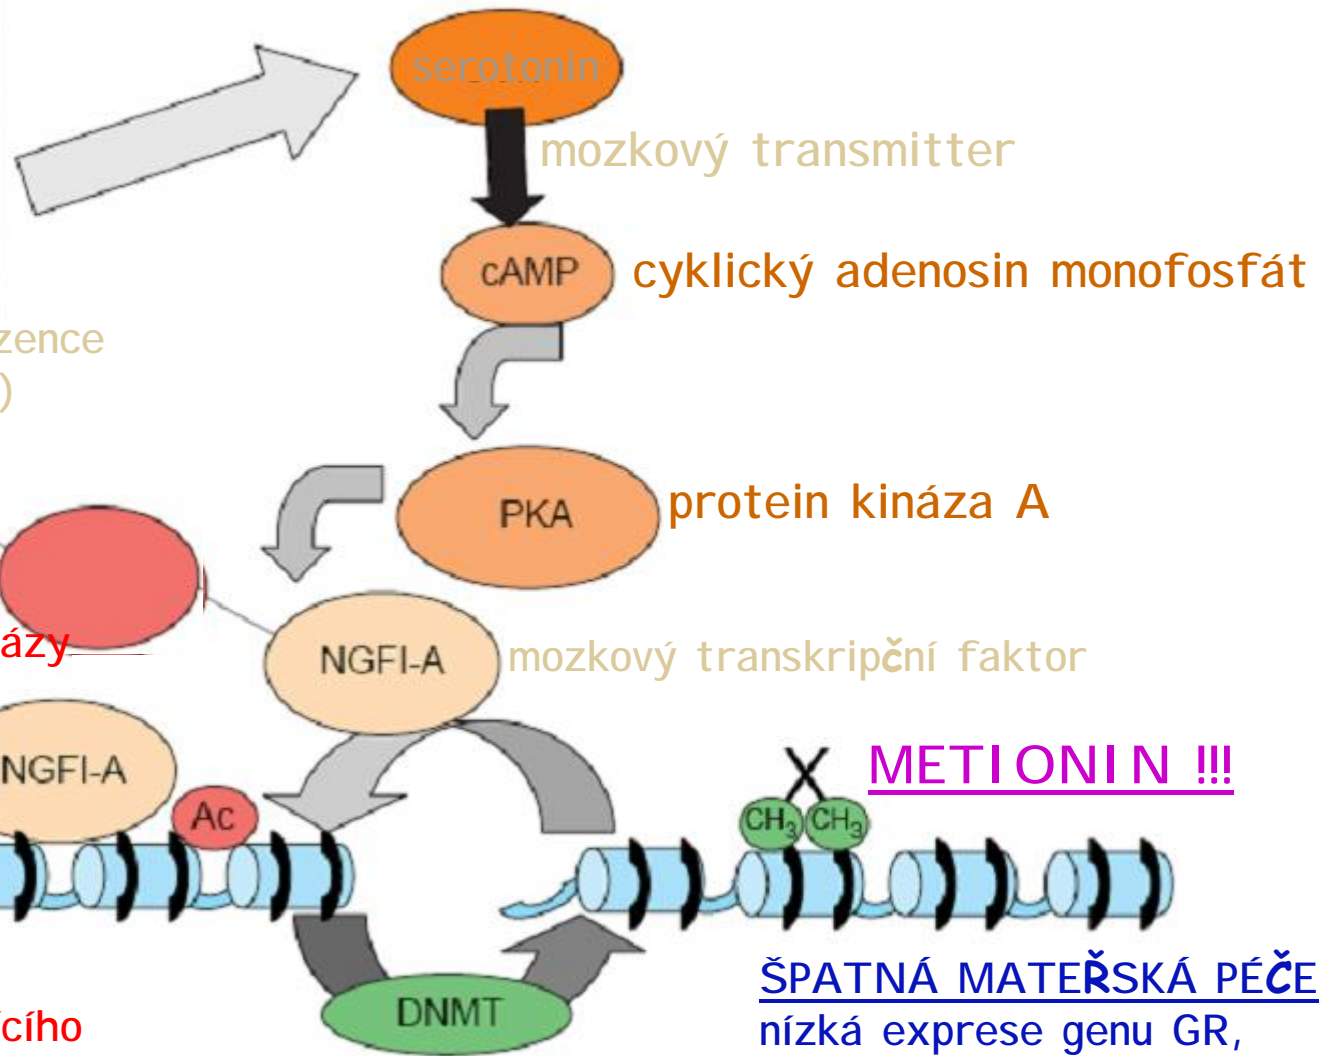 serotonin
mozkový transmitter
cAMP
cyklický adenosin monofosfát
zence
)
PKA
protein kináza A
ázy
NGFI-A
mozkový transkripční faktor
NGFI-A
Ac
METIONIN !!!
CH3 CH3
DNMT
ŠPATNÁ MATEŘSKÁ PÉČE
cího
nízká exprese genu GR,